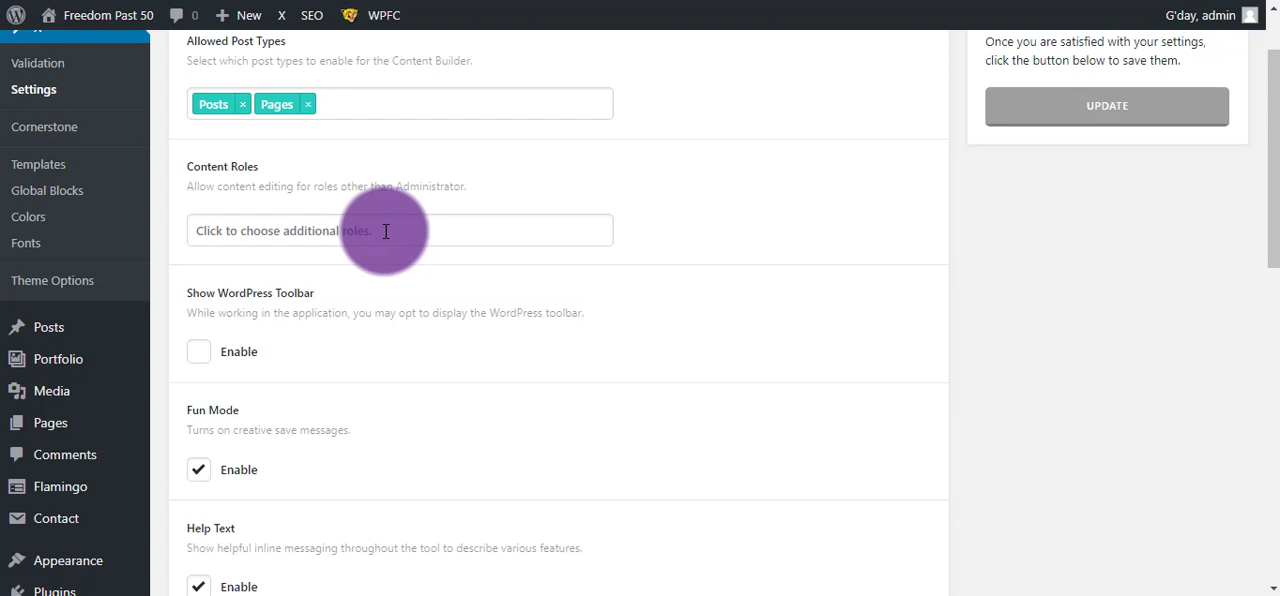 Freedom Past 50 0 New X SEO WPFC G'day, admin
Validation
Settings
Cornerstone
Templates
Global Blocks
Colors
Fonts
Theme Options
Posts
Portfolio
Media
Pages
Comments
Flamingo
Contact
Appearance
Plugins
Allowed Post Types
Select which post types to enable for the Content Builder.
Posts × Pages ×
Content Roles
Allow content editing for roles other than Administrator.
Click to choose additional roles.
Show WordPress Toolbar
While working in the application, you may opt to display the WordPress toolbar.
Enable
Fun Mode
Turns on creative save messages.
Enable
Help Text
Show helpful inline messaging throughout the tool to describe various features.
Enable
Once you are satisfied with your settings,
click the button below to save them.
UPDATE